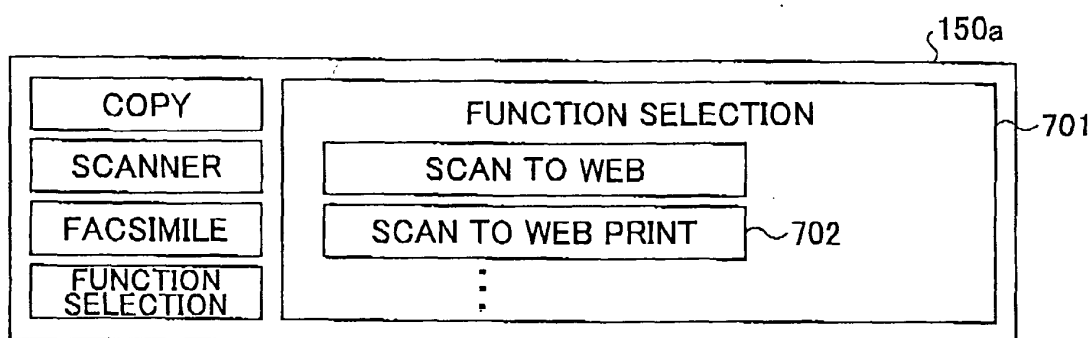 150a
COPY
SCANNER
FACSIMILE
FUNCTION
SELECTION
FUNCTION SELECTION
701
SCAN TO WEB
SCAN TO WEB PRINT
702